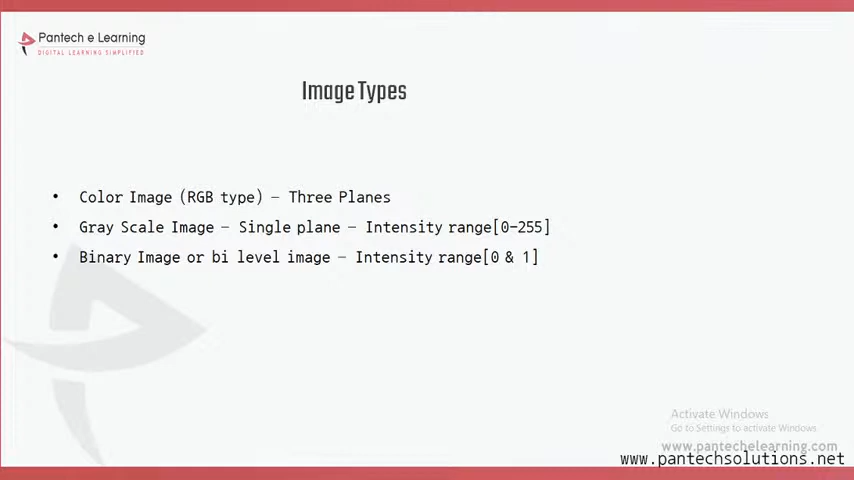 Pantech e Learning
DIGITAL LEARNING SIMPLIFIED
Image Types
• Color Image (RGB type) – Three Planes
• Gray Scale Image – Single plane – Intensity range[0-255]
• Binary Image or bi level image – Intensity range[0 & 1]
Activate Windows
Go to Settings to activate Windows.
www.pantechelearning.com
www.pantechsolutions.net